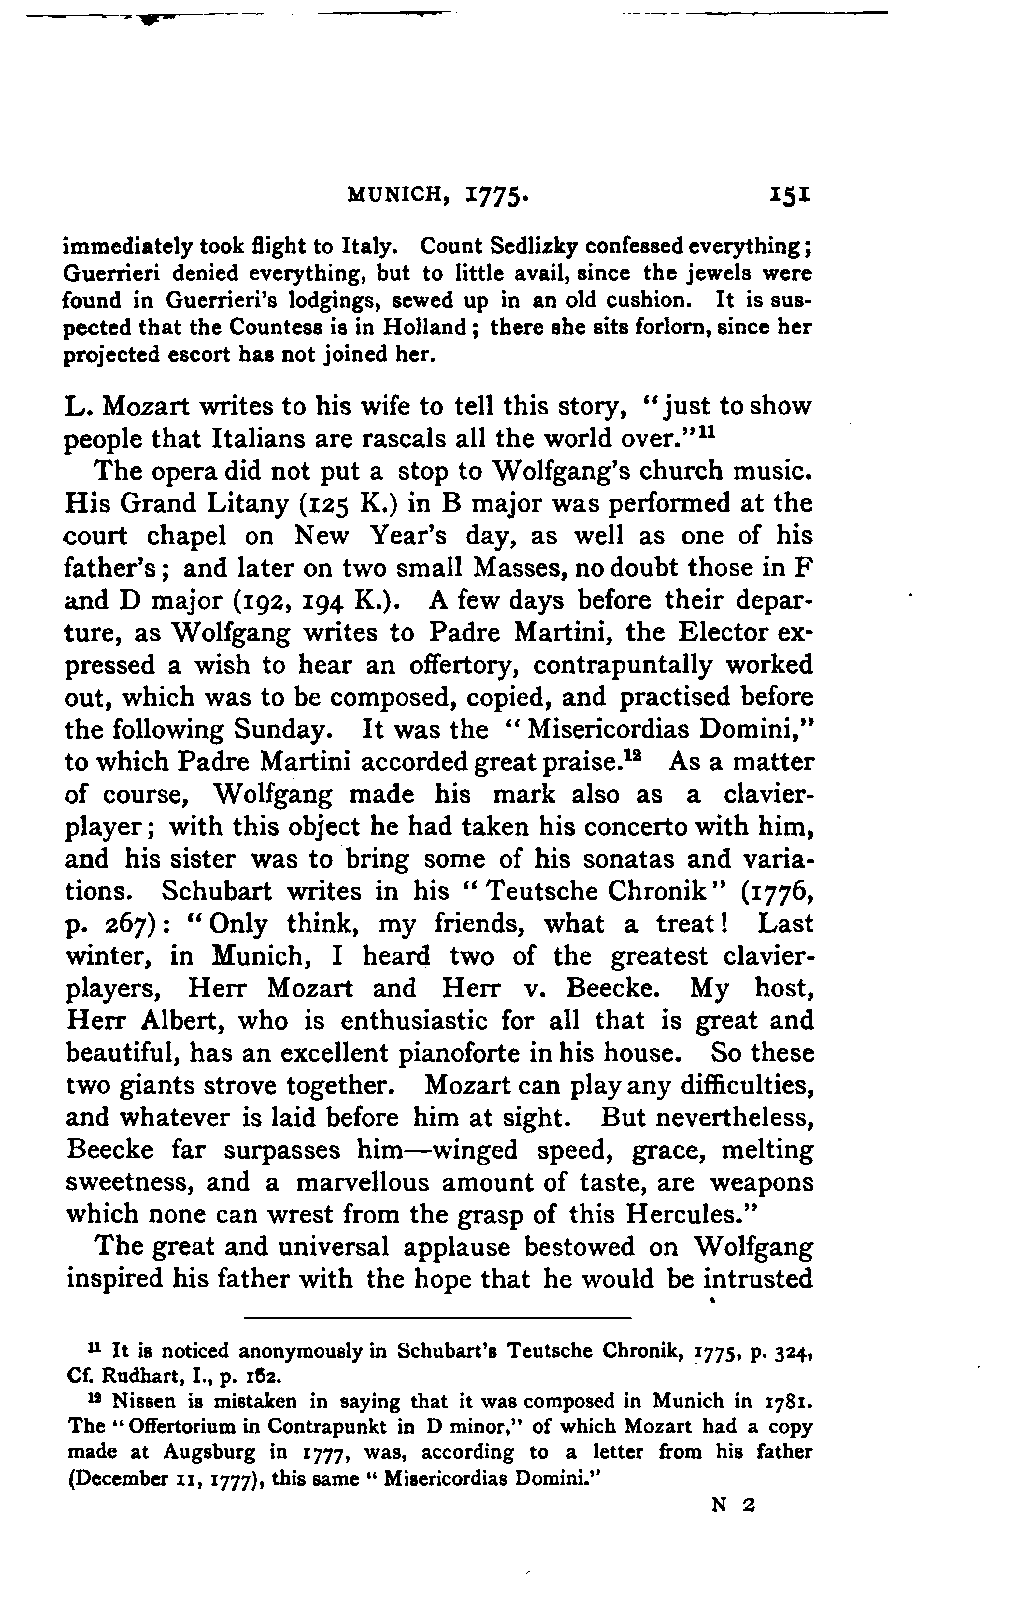 MUNICH, 1775. 151
immediately took flight to Italy. Count Sedlizky confessed everything;
Guerrieri denied everything, but to little avail, since the jewels were
found in Guerrieri's lodgings, sewed up in an old cushion. It is sus-
pected that the Countess is in Holland; there she sits forlorn, since her
projected escort has not joined her.
L. Mozart writes to his wife to tell this story, "just to show
people that Italians are rascals all the world over."¹¹
The opera did not put a stop to Wolfgang's church music.
His Grand Litany (125 K.) in B major was performed at the
court chapel on New Year's day, as well as one of his
father's; and later on two small Masses, no doubt those in F
and D major (192, 194 K.). A few days before their depar-
ture, as Wolfgang writes to Padre Martini, the Elector ex-
pressed a wish to hear an offertory, contrapuntally worked
out, which was to be composed, copied, and practised before
the following Sunday. It was the "Misericordias Domini,"
to which Padre Martini accorded great praise.¹² As a matter
of course, Wolfgang made his mark also as a clavier-
player; with this object he had taken his concerto with him,
and his sister was to bring some of his sonatas and varia-
tions. Schubart writes in his "Teutsche Chronik" (1776,
p. 267): "Only think, my friends, what a treat! Last
winter, in Munich, I heard two of the greatest clavier-
players, Herr Mozart and Herr v. Beecke. My host,
Herr Albert, who is enthusiastic for all that is great and
beautiful, has an excellent pianoforte in his house. So these
two giants strove together. Mozart can play any difficulties,
and whatever is laid before him at sight. But nevertheless,
Beecke far surpasses him—winged speed, grace, melting
sweetness, and a marvellous amount of taste, are weapons
which none can wrest from the grasp of this Hercules."
The great and universal applause bestowed on Wolfgang
inspired his father with the hope that he would be intrusted
¹¹ It is noticed anonymously in Schubart's Teutsche Chronik, 1775, p. 324,
Cf. Rudhart, I., p. 162.
¹² Nissen is mistaken in saying that it was composed in Munich in 1781.
The "Offertorium in Contrapunkt in D minor," of which Mozart had a copy
made at Augsburg in 1777, was, according to a letter from his father
(December 11, 1777), this same "Misericordias Domini."
N 2